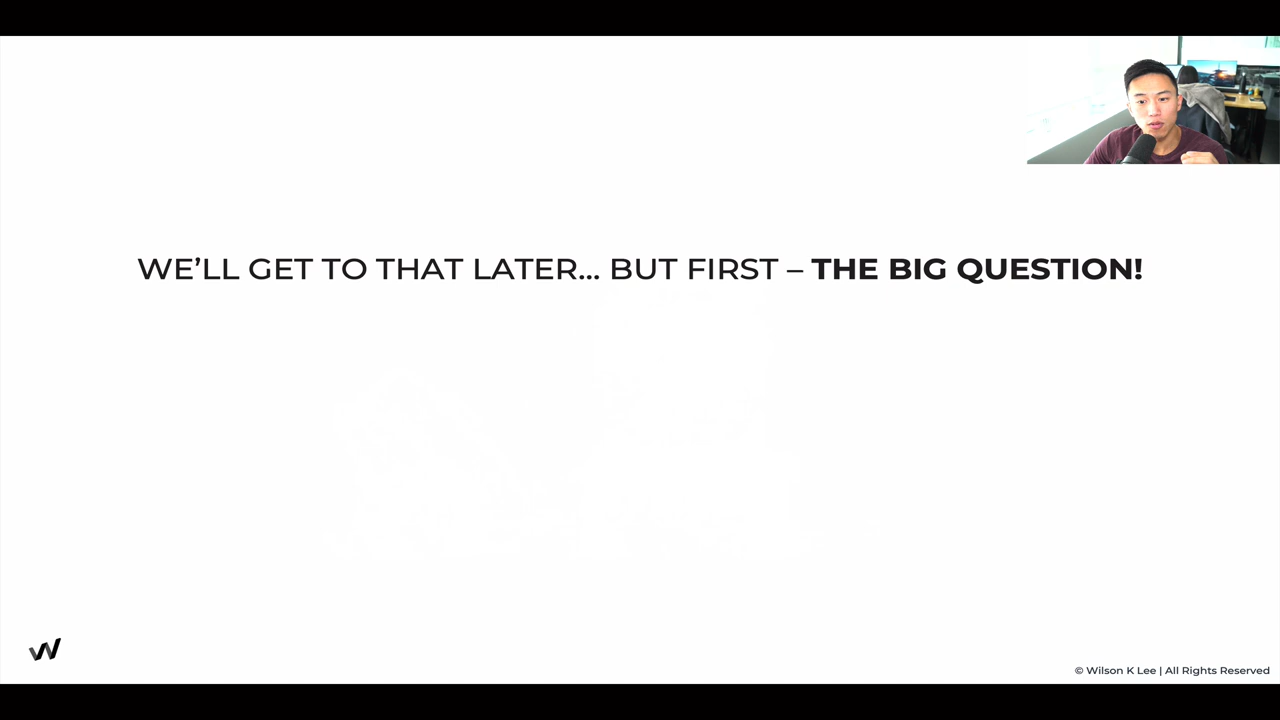 WE’LL GET TO THAT LATER... BUT FIRST – THE BIG QUESTION!
© Wilson K Lee | All Rights Reserved